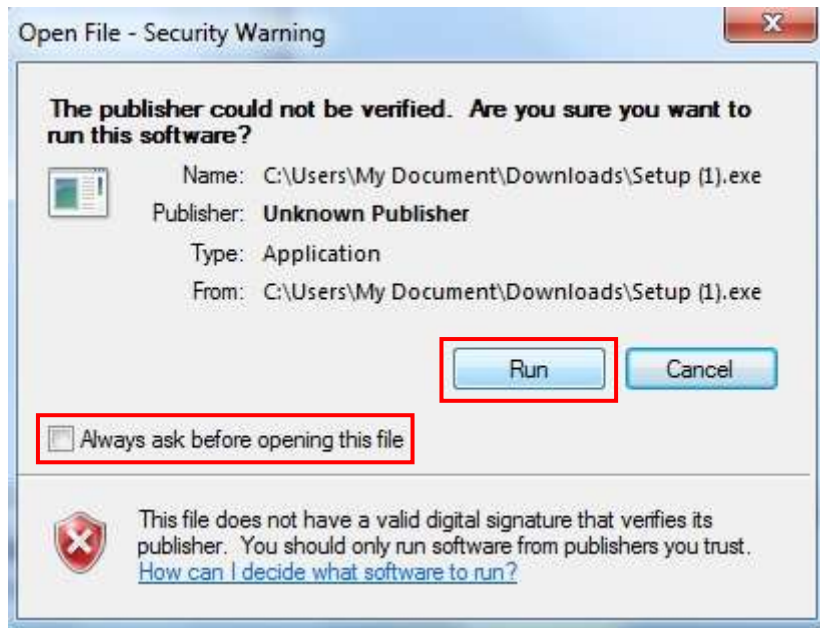 Open File - Security Warning
The publisher could not be verified. Are you sure you want to
run this software?
Name: C:\Users\My Document\Downloads\Setup (1).exe
Publisher: Unknown Publisher
Type: Application
From: C:\Users\My Document\Downloads\Setup (1).exe
Run Cancel
Always ask before opening this file
This file does not have a valid digital signature that verifies its
publisher. You should only run software from publishers you trust.
How can I decide what software to run?